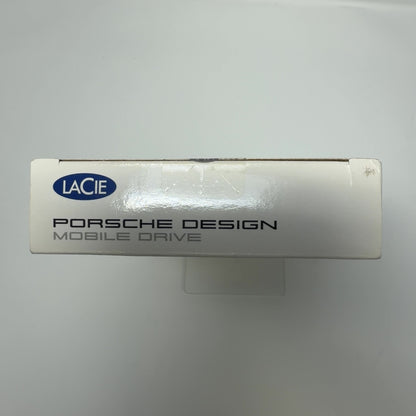 LACIE
PORSCHE DESIGN
MOBILE DRIVE